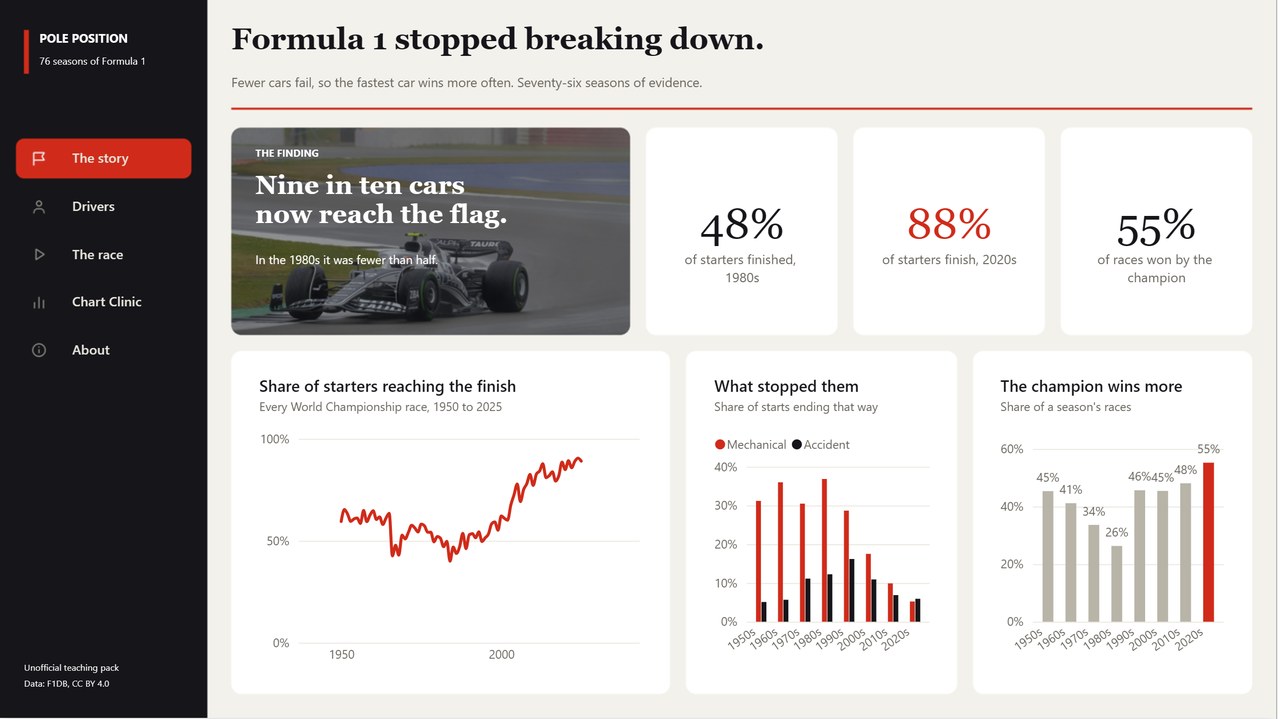 POLE POSITION
76 seasons of Formula 1
The story
Drivers
The race
Chart Clinic
About
Unofficial teaching pack
Data: F1DB, CC BY 4.0
Formula 1 stopped breaking down.
Fewer cars fail, so the fastest car wins more often. Seventy-six seasons of evidence.
THE FINDING
Nine in ten cars
now reach the flag.
In the 1980s it was fewer than half.
48%
of starters finished,
1980s
88%
of starters finish, 2020s
55%
of races won by the
champion
Share of starters reaching the finish
Every World Championship race, 1950 to 2025
100%
50%
0%
1950 2000
What stopped them
Share of starts ending that way
Mechanical Accident
40%
30%
20%
10%
0%
1950s 1960s 1970s 1980s 1990s 2000s 2010s 2020s
The champion wins more
Share of a season's races
60%
40%
20%
0%
45% 41% 34% 26% 46% 45% 48% 55%
1950s 1960s 1970s 1980s 1990s 2000s 2010s 2020s